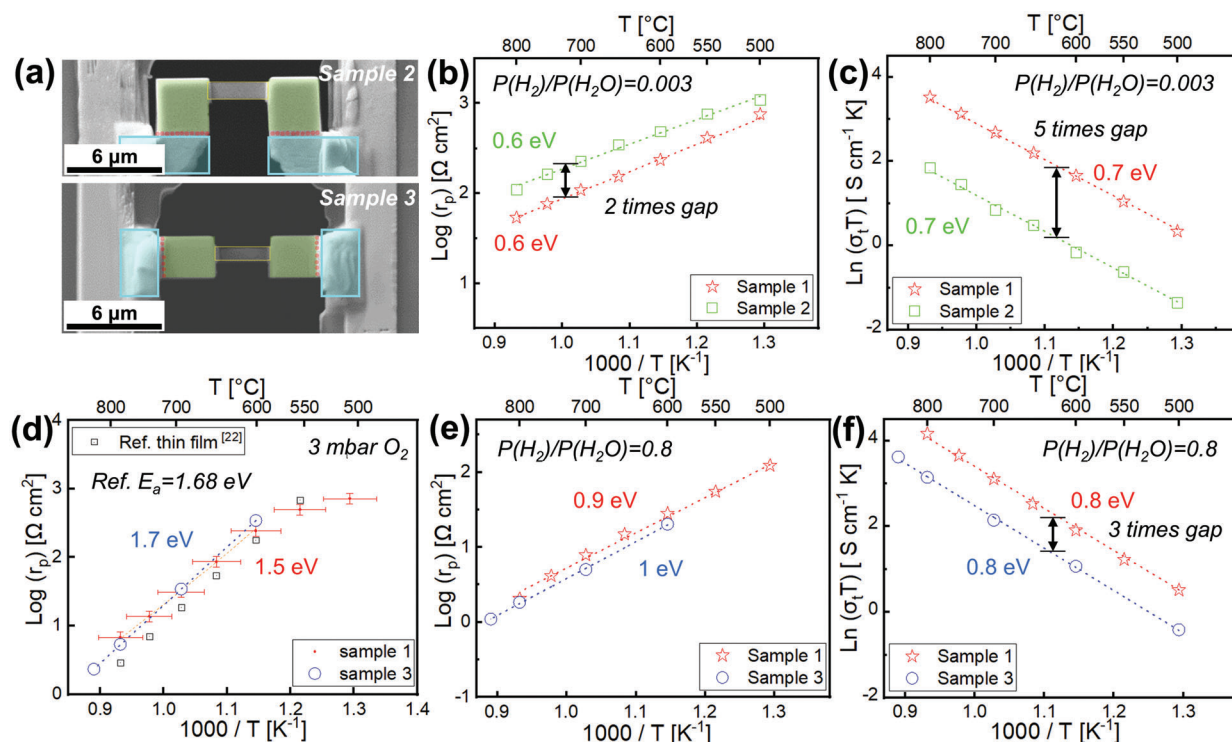 (a)
Sample 2
6 µm
Sample 3
6 µm
(b)
T [°C]
800 700 600 550 500
P(H2)/P(H2O)=0.003
0.6 eV
2 times gap
0.6 eV
Sample 1
Sample 2
Log (rp) [Ω cm2]
3
2
1
0.9 1.0 1.1 1.2 1.3
1000 / T [K-1]
(c)
T [°C]
800 700 600 550 500
P(H2)/P(H2O)=0.003
5 times gap
0.7 eV
0.7 eV
Sample 1
Sample 2
Ln (σtT) [ S cm-1 K]
4
2
0
-2
0.9 1.0 1.1 1.2 1.3
1000 / T [K-1]
(d)
T [°C]
800 700 600 550 500
Ref. thin film [22]
3 mbar O2
Ref. Ea=1.68 eV
1.7 eV
1.5 eV
sample 1
sample 3
Log (rp) [Ω cm2]
4
3
2
1
0
0.9 1.0 1.1 1.2 1.3 1.4
1000 / T [K-1]
(e)
T [°C]
800 700 600 550 500
P(H2)/P(H2O)=0.8
0.9 eV
1 eV
Sample 1
Sample 3
Log (rp) [Ω cm2]
3
2
1
0
-1
0.9 1.0 1.1 1.2 1.3
1000 / T [K-1]
(f)
T [°C]
800 700 600 550 500
P(H2)/P(H2O)=0.8
0.8 eV
3 times gap
0.8 eV
Sample 1
Sample 3
Ln (σtT) [ S cm-1 K]
4
2
0
-2
0.9 1.0 1.1 1.2 1.3
1000 / T [K-1]